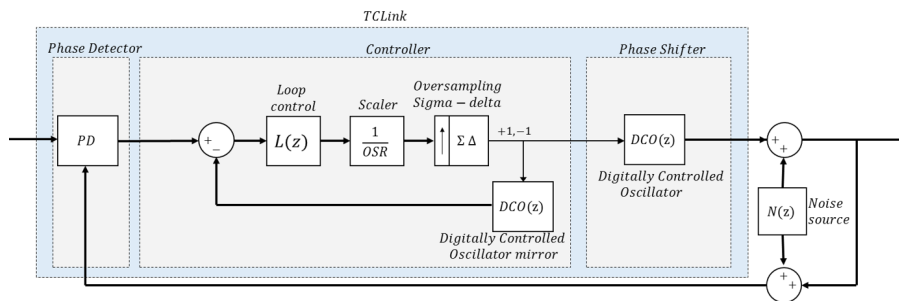 TCLink
Phase Detector
Controller
Phase Shifter
Loop
control
Scaler
Oversampling
Sigma − delta
PD
+
−
L(z)
1
OSR
↑
Σ Δ
+1,−1
DCO(z)
Digitally Controlled
Oscillator
+
+
DCO(z)
Digitally Controlled
Oscillator mirror
N(z)
Noise
source
+
+